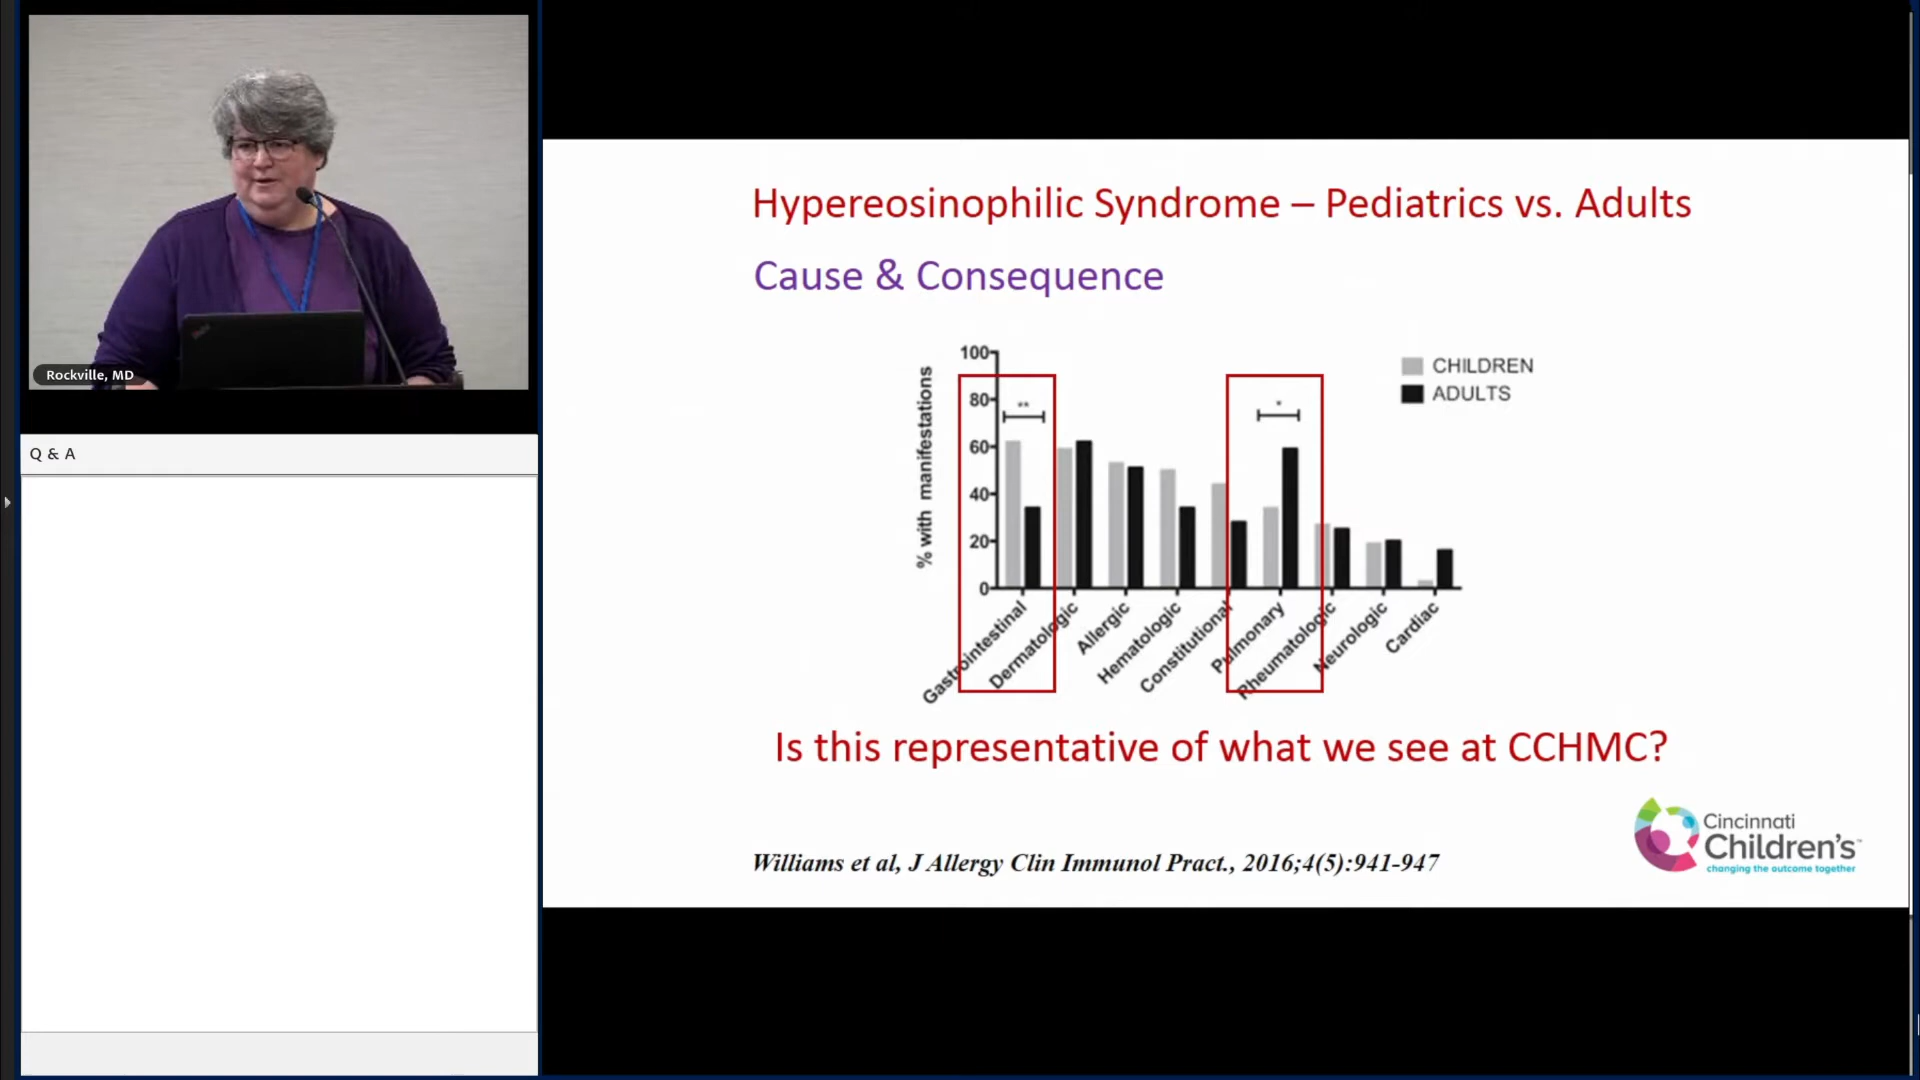 Rockville, MD
Q & A
Hypereosinophilic Syndrome – Pediatrics vs. Adults
Cause & Consequence
% with manifestations
100
80
60
40
20
0
**
*
CHILDREN
ADULTS
Gastrointestinal
Dermatologic
Allergic
Hematologic
Constitutional
Pulmonary
Rheumatologic
Neurologic
Cardiac
Is this representative of what we see at CCHMC?
Williams et al, J Allergy Clin Immunol Pract., 2016;4(5):941-947
Cincinnati
Children's™
changing the outcome together